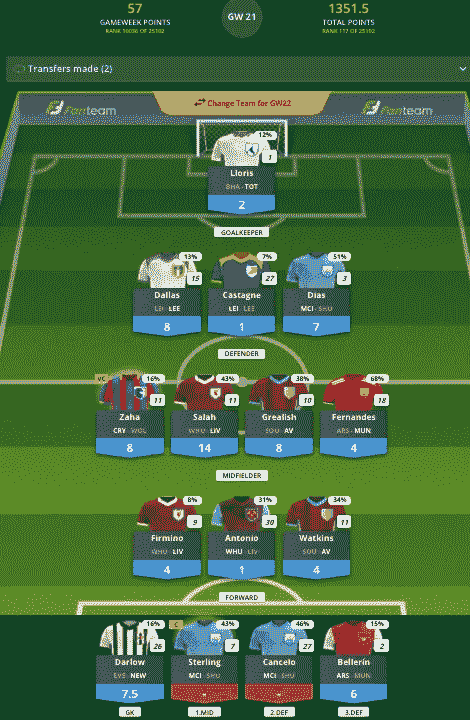 57
GAMEWEEK POINTS
RANK 10036 OF 25192
GW 21
1351.5
TOTAL POINTS
RANK 117 OF 25192
Transfers made (2)
Fanteam
Change Team for GW22
Fanteam
12%
1
Lloris
BHA - TOT
2
GOALKEEPER
13% 7% 51%
15 27 3
Dallas Castagne Dias
LEI - LEE LEI - LEE MCI - SHU
8 1 7
DEFENDER
VC 16% 43% 38% 68%
11 11 10 18
Zaha Salah Grealish Fernandes
CRY - WOL WHU - LIV SOU - AV ARS - MUN
8 14 8 4
MIDFIELDER
8% 31% 34%
9 30 11
Firmino Antonio Watkins
WHU - LIV WHU - LIV SOU - AV
4 1 4
FORWARD
16% C 43% 46% 15%
26 7 27 2
Darlow Sterling Cancelo Bellerín
EVE - NEW MCI - SHU MCI - SHU ARS - MUN
7.5 - - 6
GK 1.MID 2.DEF 3.DEF